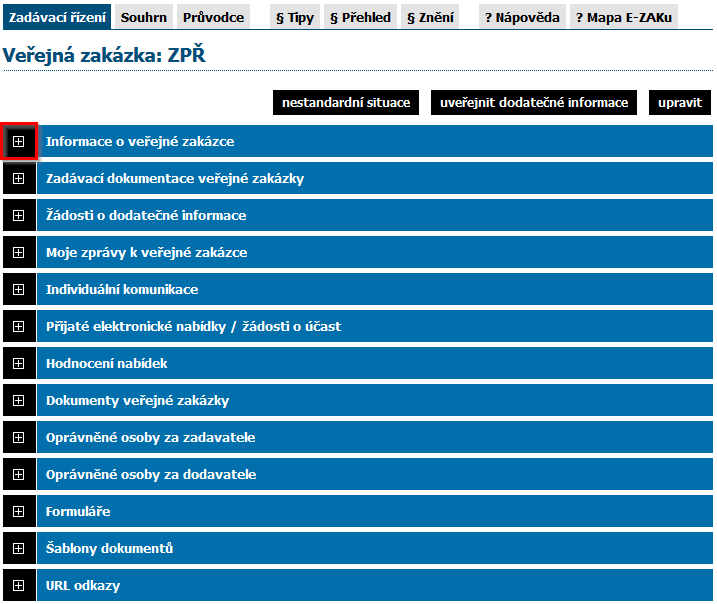 Zadávací řízení Souhrn Průvodce § Tipy § Přehled § Znění ? Nápověda ? Mapa E-ZAKu
Veřejná zakázka: ZPŘ
nestandardní situace uveřejnit dodatečné informace upravit
Informace o veřejné zakázce
Zadávací dokumentace veřejné zakázky
Žádosti o dodatečné informace
Moje zprávy k veřejné zakázce
Individuální komunikace
Přijaté elektronické nabídky / žádosti o účast
Hodnocení nabídek
Dokumenty veřejné zakázky
Oprávněné osoby za zadavatele
Oprávněné osoby za dodavatele
Formuláře
Šablony dokumentů
URL odkazy